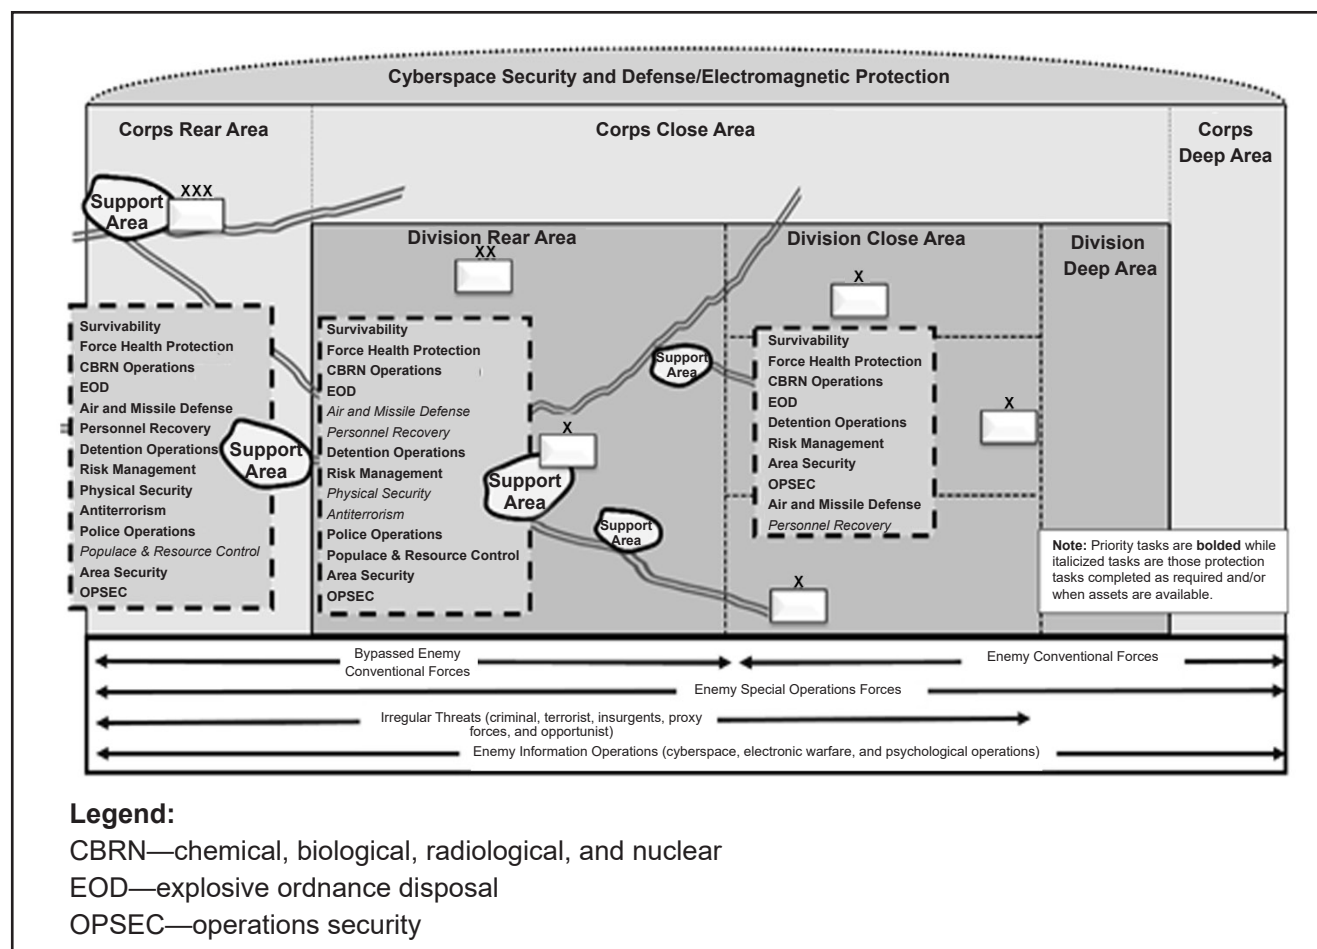 Cyberspace Security and Defense/Electromagnetic Protection
Corps Rear Area
Corps Close Area
Corps
Deep Area
Support
Area
XXX
Division Rear Area
XX
Division Close Area
X
Division
Deep Area
Survivability
Force Health Protection
CBRN Operations
EOD
Air and Missile Defense
Personnel Recovery
Detention Operations
Risk Management
Physical Security
Antiterrorism
Police Operations
Populace & Resource Control
Area Security
OPSEC
Support
Area
Survivability
Force Health Protection
CBRN Operations
EOD
Air and Missile Defense
Personnel Recovery
Detention Operations
Risk Management
Physical Security
Antiterrorism
Police Operations
Populace & Resource Control
Area Security
OPSEC
X
Support
Area
Support
Area
Support
Area
Survivability
Force Health Protection
CBRN Operations
EOD
Detention Operations
Risk Management
Area Security
OPSEC
Air and Missile Defense
Personnel Recovery
X
X
Note: Priority tasks are bolded while
italicized tasks are those protection
tasks completed as required and/or
when assets are available.
Bypassed Enemy
Conventional Forces
Enemy Conventional Forces
Enemy Special Operations Forces
Irregular Threats (criminal, terrorist, insurgents, proxy
forces, and opportunist)
Enemy Information Operations (cyberspace, electronic warfare, and psychological operations)
Legend:
CBRN—chemical, biological, radiological, and nuclear
EOD—explosive ordnance disposal
OPSEC—operations security